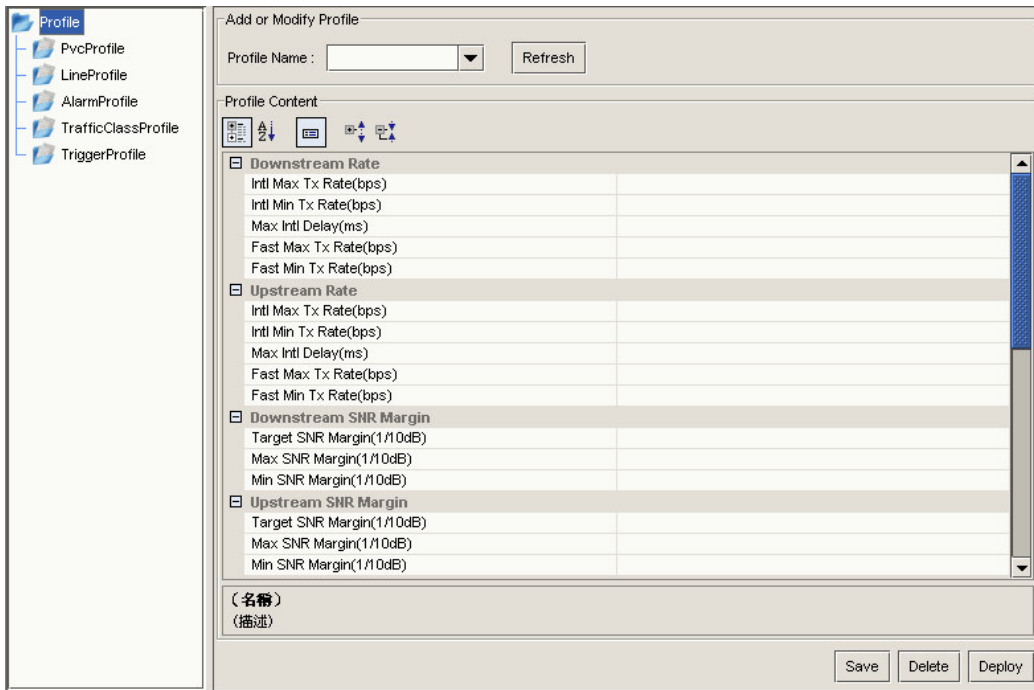 Profile
PvcProfile
LineProfile
AlarmProfile
TrafficClassProfile
TriggerProfile
Add or Modify Profile
Profile Name :
Refresh
Profile Content
Downstream Rate
Intl Max Tx Rate(bps)
Intl Min Tx Rate(bps)
Max Intl Delay(ms)
Fast Max Tx Rate(bps)
Fast Min Tx Rate(bps)
Upstream Rate
Intl Max Tx Rate(bps)
Intl Min Tx Rate(bps)
Max Intl Delay(ms)
Fast Max Tx Rate(bps)
Fast Min Tx Rate(bps)
Downstream SNR Margin
Target SNR Margin(1/10dB)
Max SNR Margin(1/10dB)
Min SNR Margin(1/10dB)
Upstream SNR Margin
Target SNR Margin(1/10dB)
Max SNR Margin(1/10dB)
Min SNR Margin(1/10dB)
(名稱)
(描述)
Save Delete Deploy